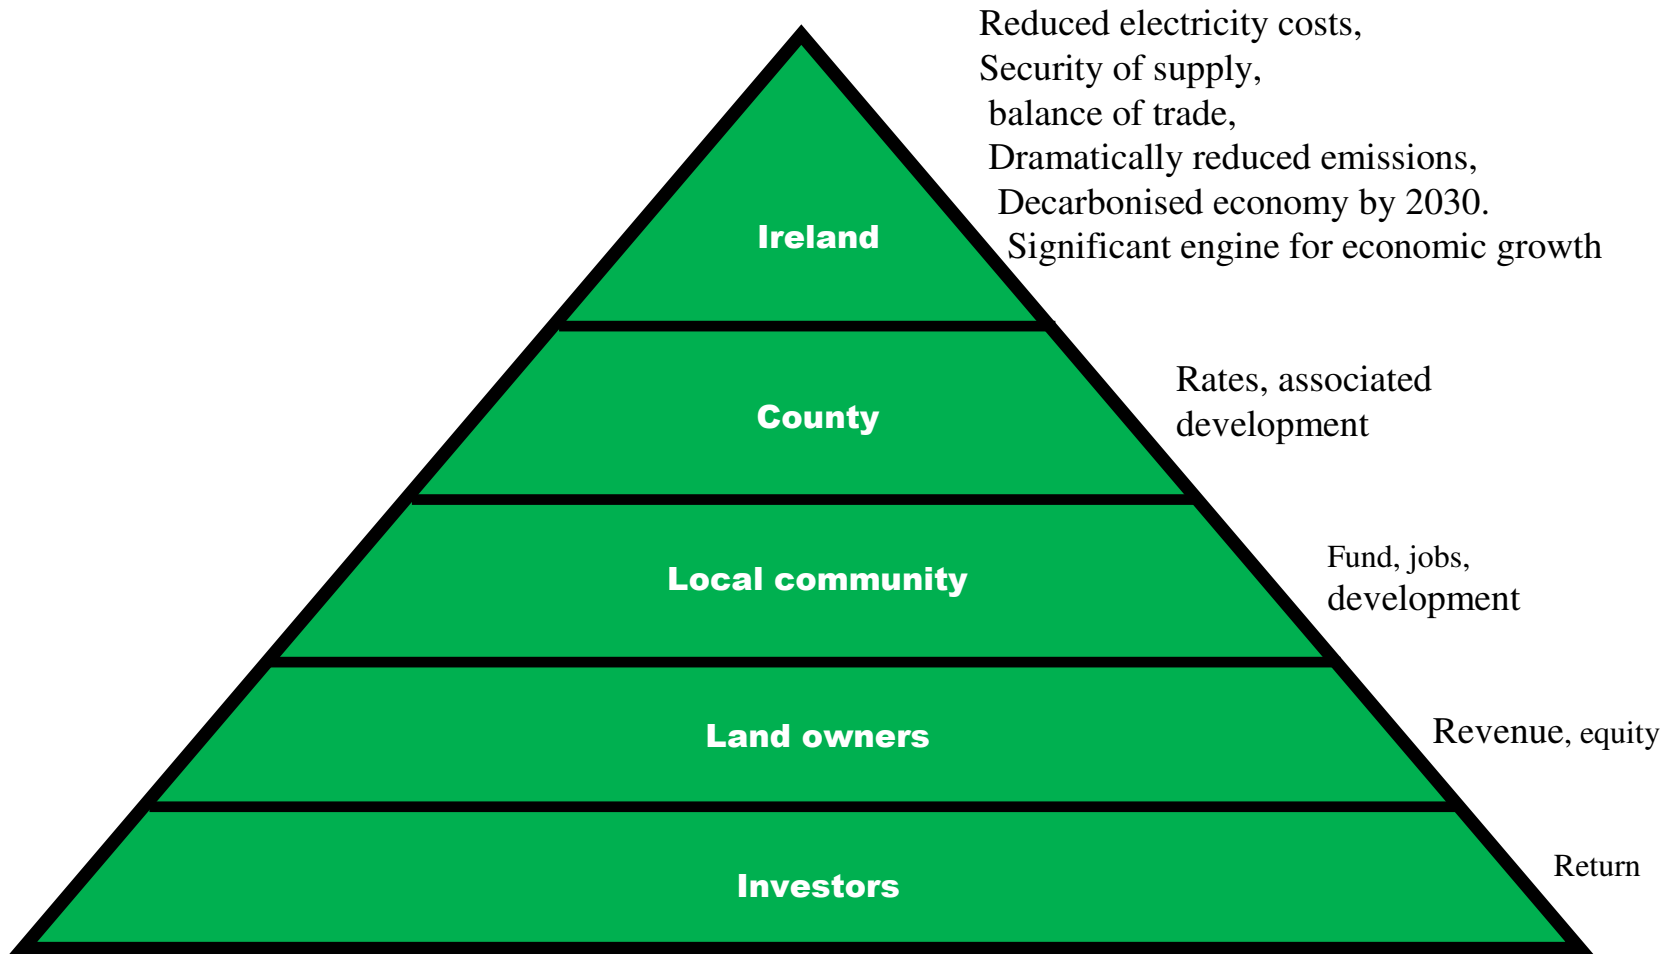 Reduced electricity costs,
Security of supply,
balance of trade,
Dramatically reduced emissions,
Decarbonised economy by 2030.
Significant engine for economic growth
Ireland
Rates, associated
development
County
Fund, jobs,
development
Local community
Revenue, equity
Land owners
Return
Investors